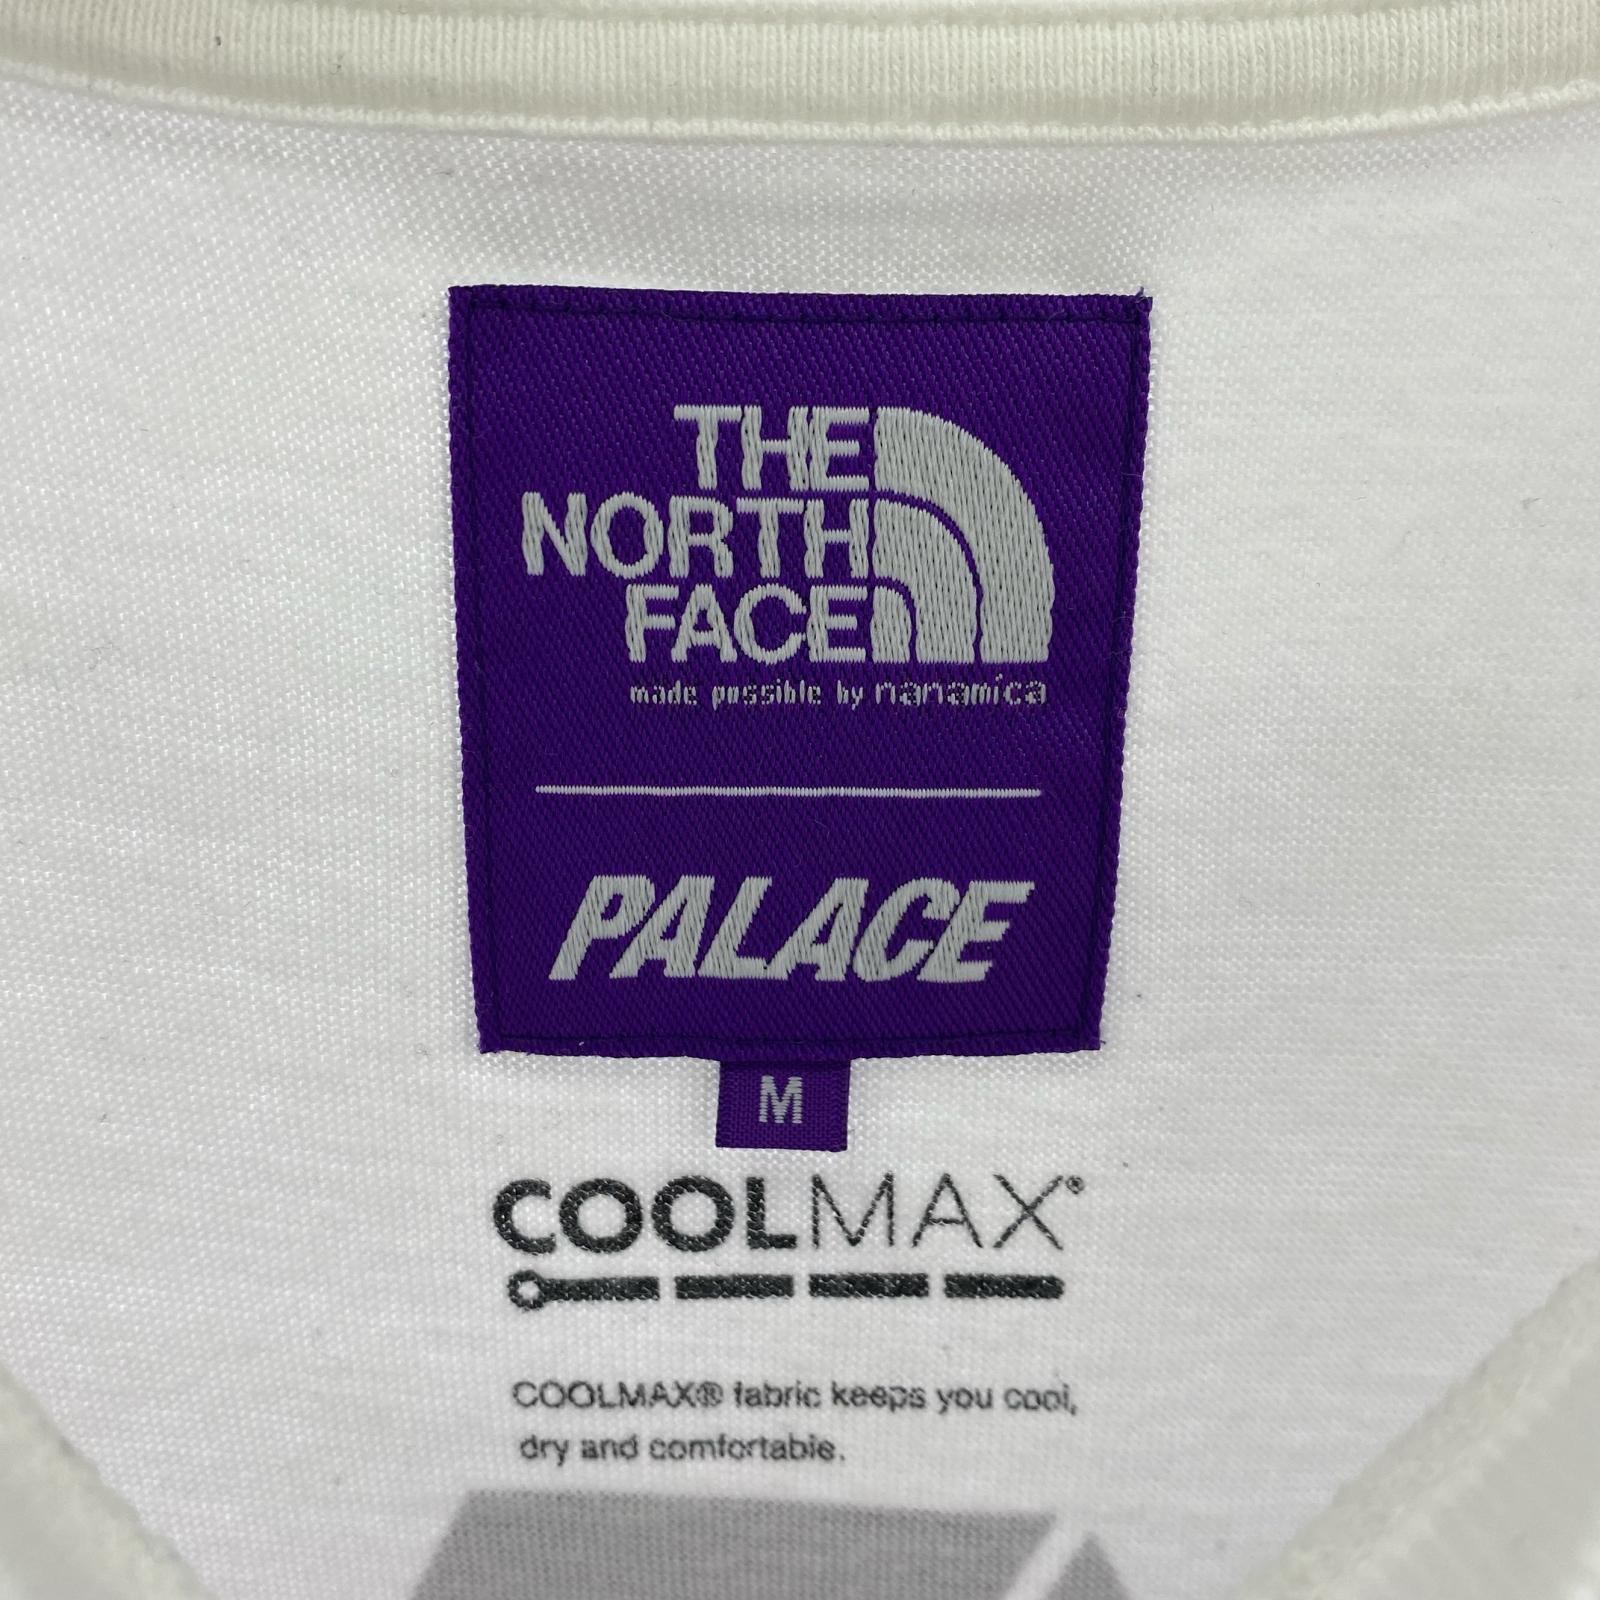 THE
NORTH
FACE
made possible by nanamica
PALACE
M
COOLMAX®
COOLMAX® fabric keeps you cool,
dry and comfortable.